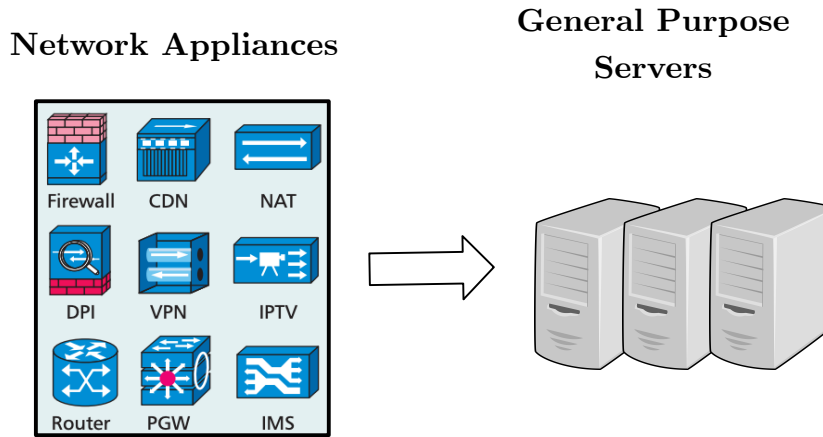 Network Appliances
General Purpose
Servers
Firewall CDN NAT
DPI VPN IPTV
Router PGW IMS